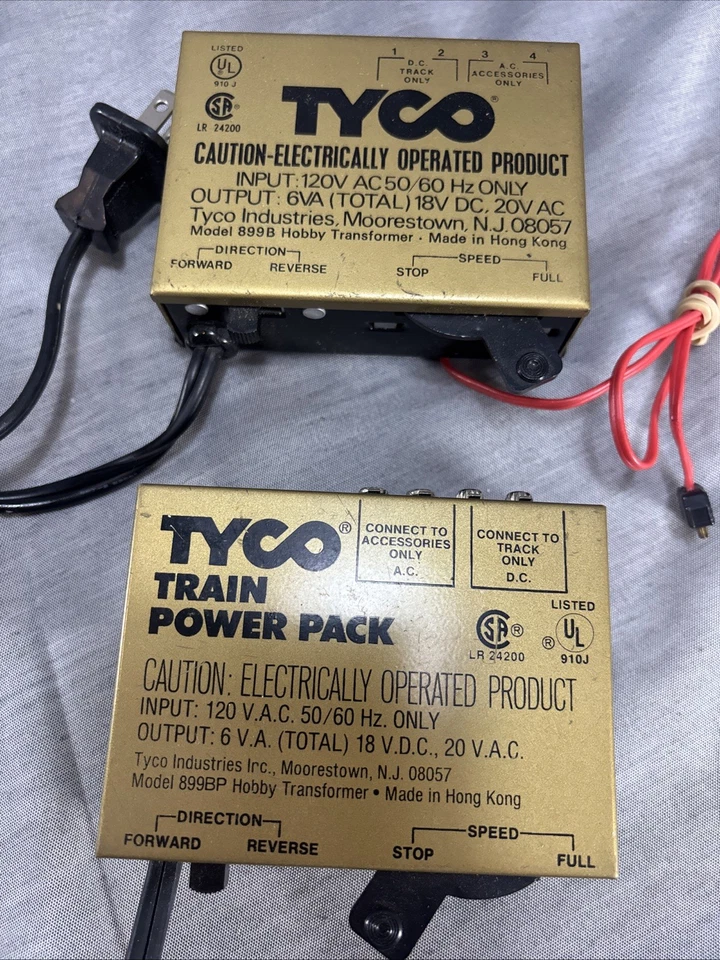 LISTED
UL
910 J
SA
LR 24200
1 2 3 4
D.C. TRACK ONLY
A.C. ACCESSORIES ONLY
TYCO®
CAUTION-ELECTRICALLY OPERATED PRODUCT
INPUT: 120V AC 50/60 Hz ONLY
OUTPUT: 6VA (TOTAL) 18V DC, 20V AC
Tyco Industries, Moorestown, N.J. 08057
Model 899B Hobby Transformer · Made in Hong Kong
DIRECTION
FORWARD REVERSE
SPEED
STOP FULL
TYCO®
TRAIN
POWER PACK
CONNECT TO
ACCESSORIES
ONLY
A.C.
CONNECT TO
TRACK
ONLY
D.C.
SA®
LR 24200
LISTED
® UL
910J
CAUTION: ELECTRICALLY OPERATED PRODUCT
INPUT: 120 V.A.C. 50/60 Hz. ONLY
OUTPUT: 6 V.A. (TOTAL) 18 V.D.C., 20 V.A.C.
Tyco Industries Inc., Moorestown, N.J. 08057
Model 899BP Hobby Transformer • Made in Hong Kong
DIRECTION
FORWARD REVERSE
SPEED
STOP FULL